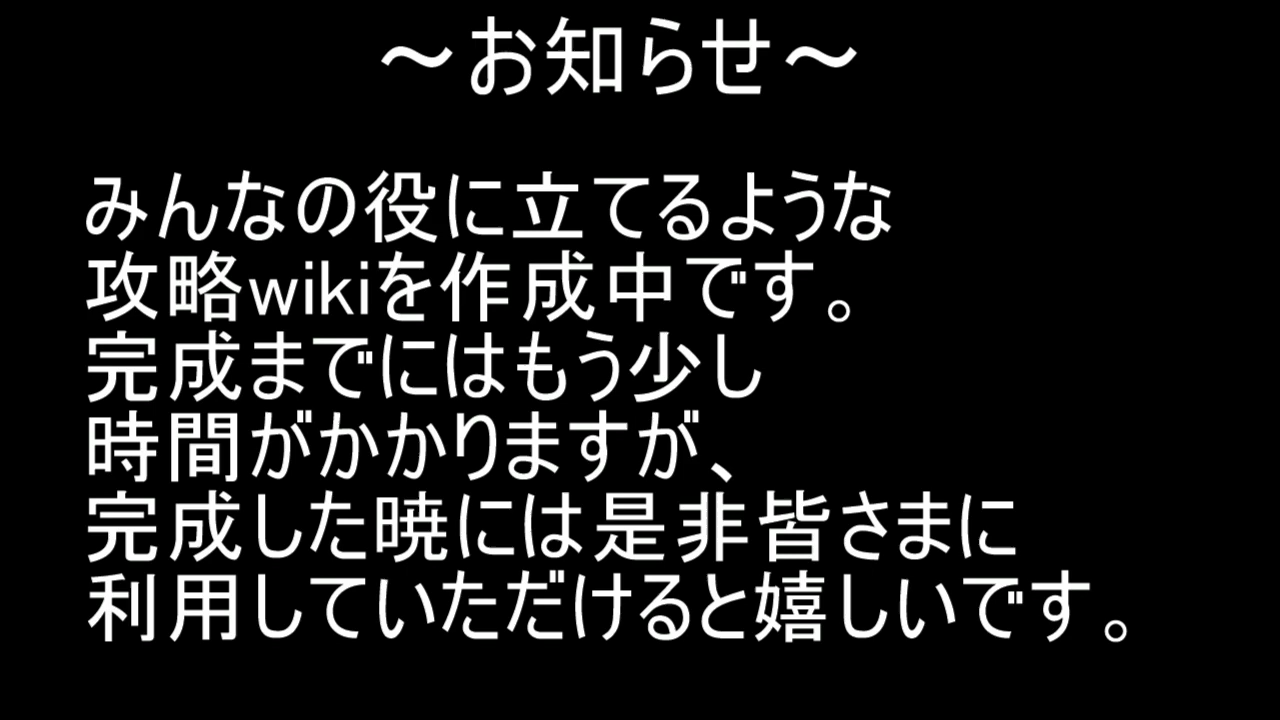 ～お知らせ～
みんなの役に立てるような
攻略wikiを作成中です。
完成までにはもう少し
時間がかかりますが、
完成した暁には是非皆さまに
利用していただけると嬉しいです。